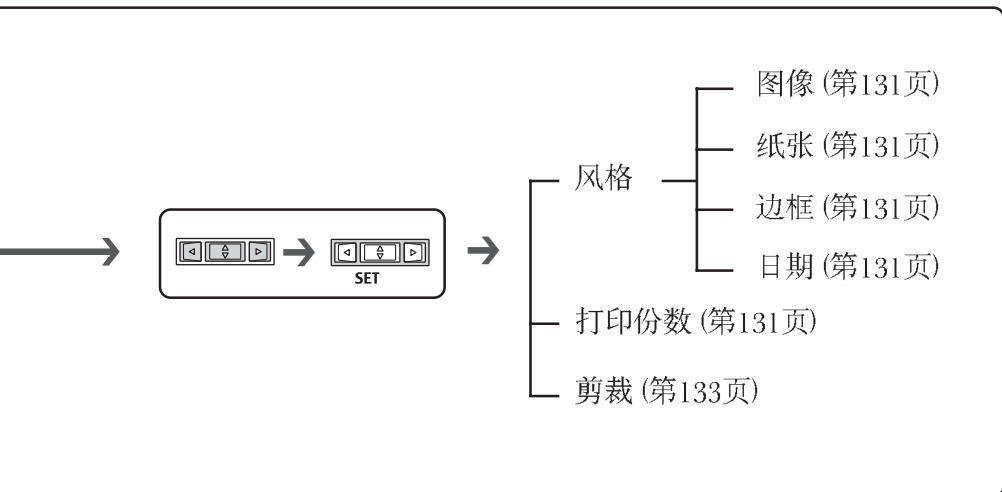 图像 (第131页)
纸张 (第131页)
风格
边框 (第131页)
SET
日期 (第131页)
打印份数 (第131页)
剪裁 (第133页)